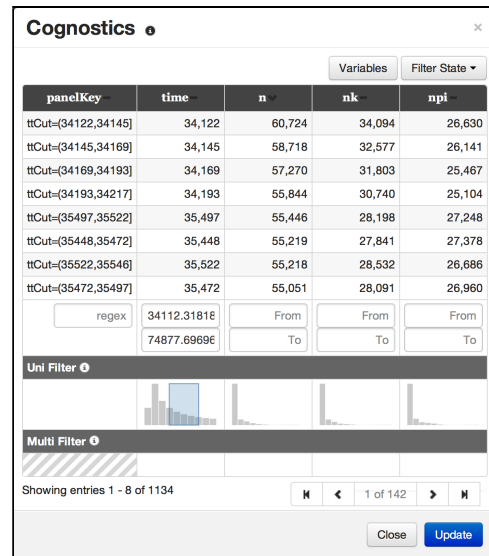 Cognostics
Variables Filter State
panelKey time n nk npi
ttCut=(34122,34145] 34,122 60,724 34,094 26,630
ttCut=(34145,34169] 34,145 58,718 32,577 26,141
ttCut=(34169,34193] 34,169 57,270 31,803 25,467
ttCut=(34193,34217] 34,193 55,844 30,740 25,104
ttCut=(35497,35522] 35,497 55,446 28,198 27,248
ttCut=(35448,35472] 35,448 55,219 27,841 27,378
ttCut=(35522,35546] 35,522 55,218 28,532 26,686
ttCut=(35472,35497] 35,472 55,051 28,091 26,960
regex 34112.31818 From From From
74877.69696 To To To
Uni Filter
Multi Filter
Showing entries 1 - 8 of 1134 1 of 142
Close Update